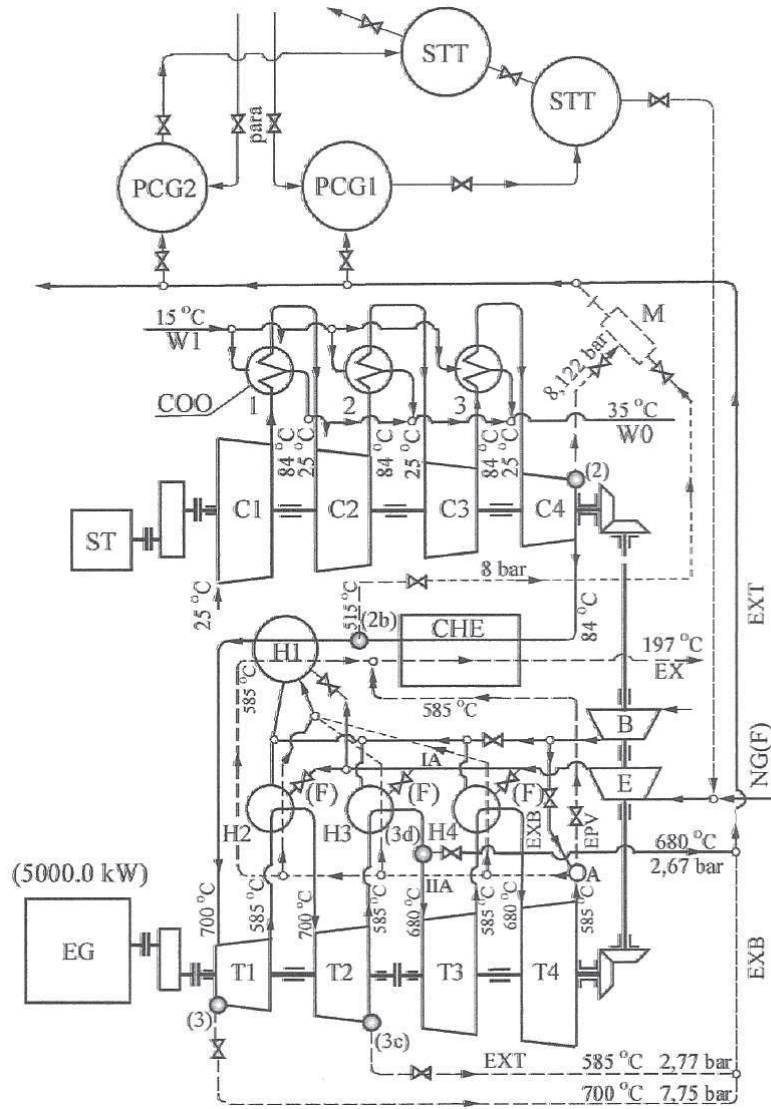 STT
STT
para
PCG2
PCG1
15 °C
W1
M
8,122 bar
COO
1
2
3
35 °C
W0
84 °C
25 °C
84 °C
25 °C
84 °C
25 °C
(2)
ST
C1
C2
C3
C4
8 bar
25 °C
515 °C
(2b)
CHE
84 °C
EXT
H1
197 °C
EX
585 °C
585 °C
B
NG(F)
IA
E
(F)
(F)
(F)
H2
H3
(3d)
H4
EXB
EPV
680 °C
2,67 bar
A
IIA
(5000.0 kW)
700 °C
585 °C
700 °C
585 °C
680 °C
585 °C
680 °C
585 °C
EG
T1
T2
T3
T4
EXB
(3)
(3c)
EXT
585 °C 2,77 bar
700 °C 7,75 bar